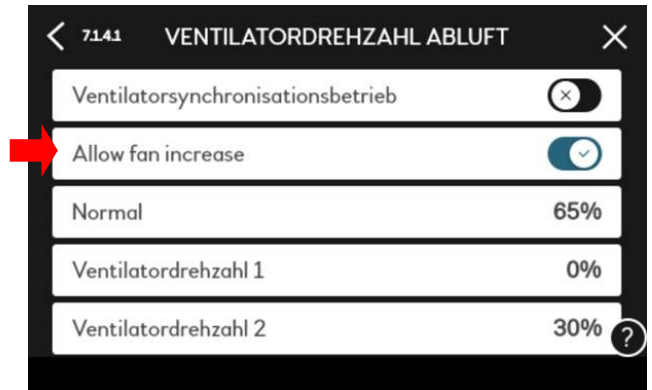 7.1.4.1 VENTILATORDREHZAHL ABLUFT
Ventilatorsynchronisationsbetrieb
Allow fan increase
Normal 65%
Ventilatordrehzahl 1 0%
Ventilatordrehzahl 2 30%
?